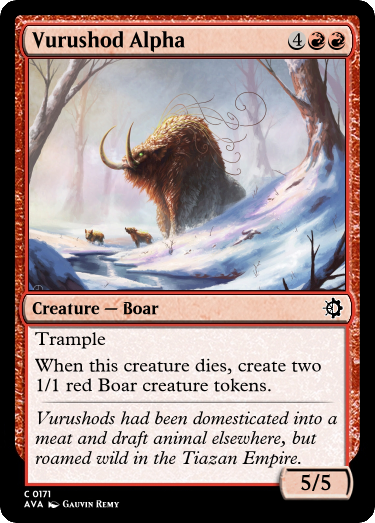 Vurushod Alpha 4
Creature — Boar
Trample
When this creature dies, create two
1/1 red Boar creature tokens.
Vurushods had been domesticated into a
meat and draft animal elsewhere, but
roamed wild in the Tiazan Empire.
5/5
C 0171
AVA Gauvin Remy